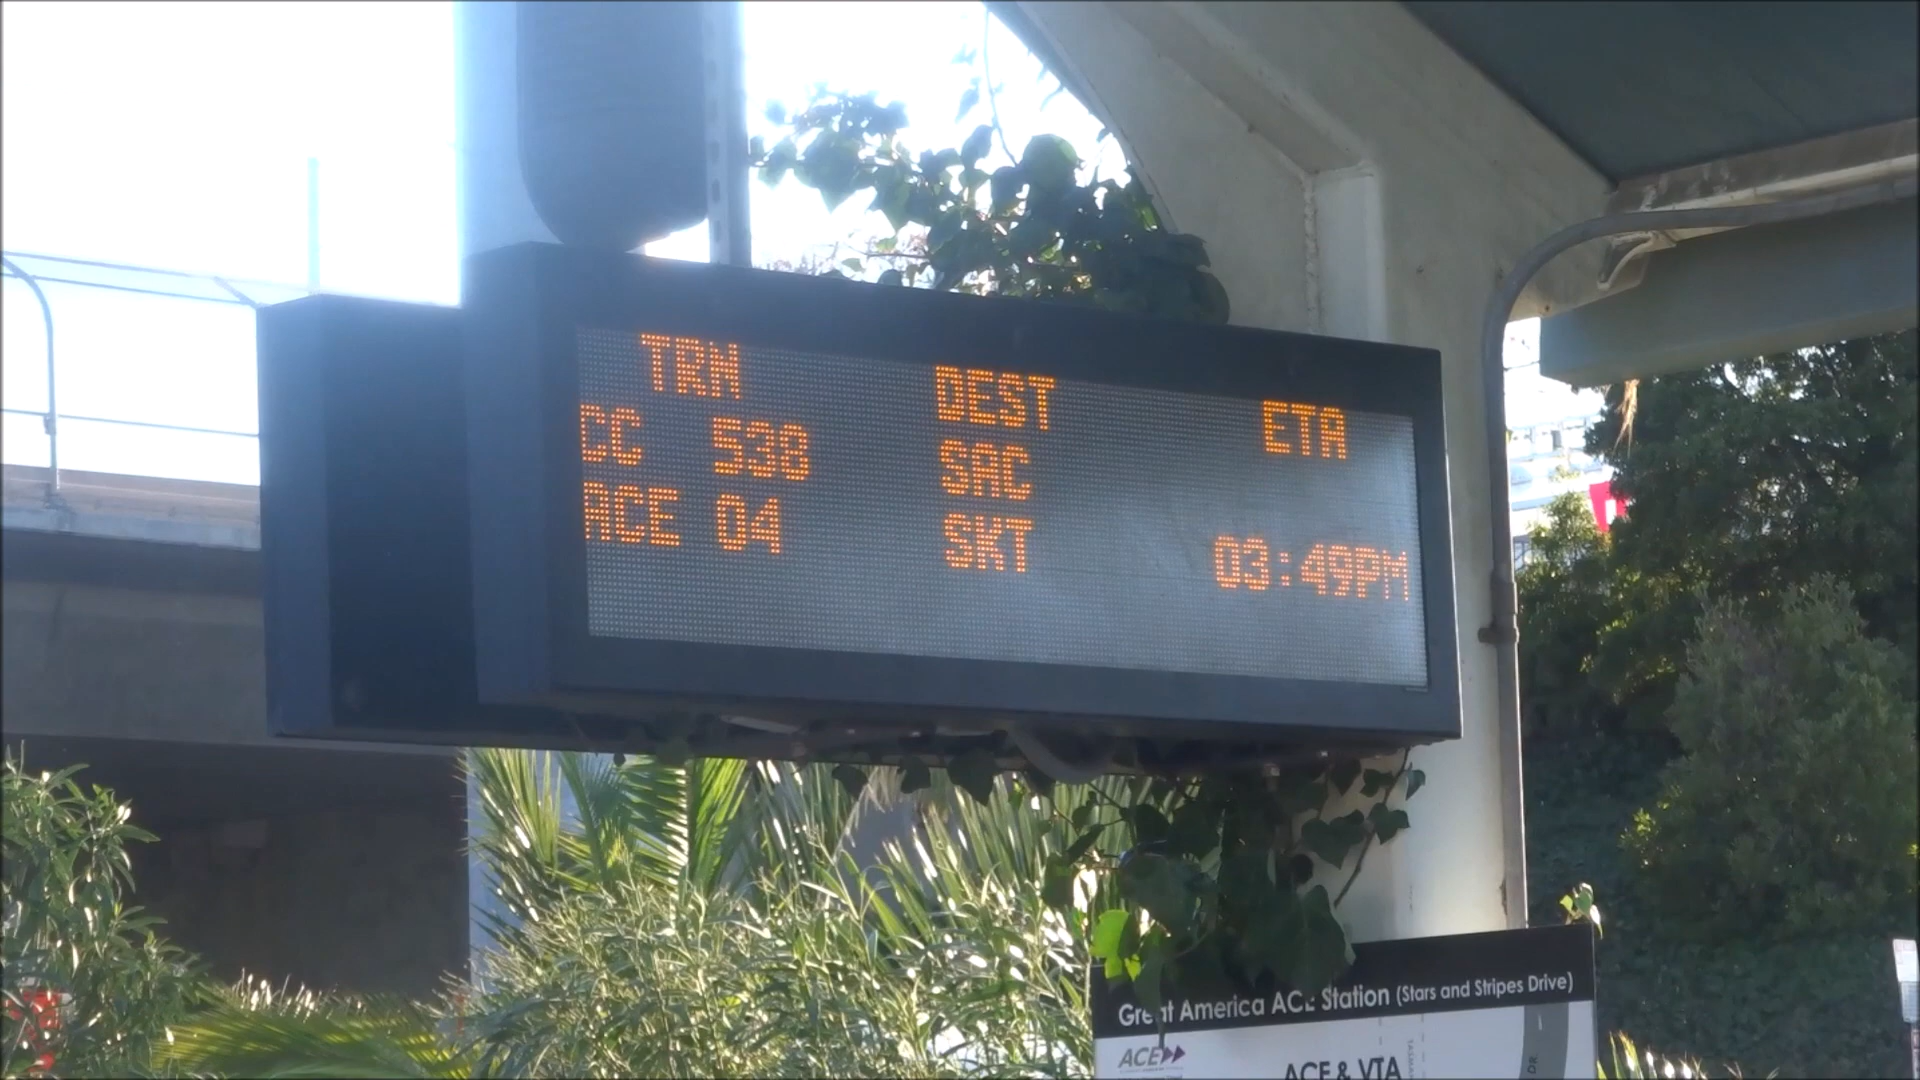 TRN DEST ETA
CC 538 SAC
ACE 04 SKT 03:49PM
Great America ACE Station (Stars and Stripes Drive)
ACE
ACE & VTA
DR.